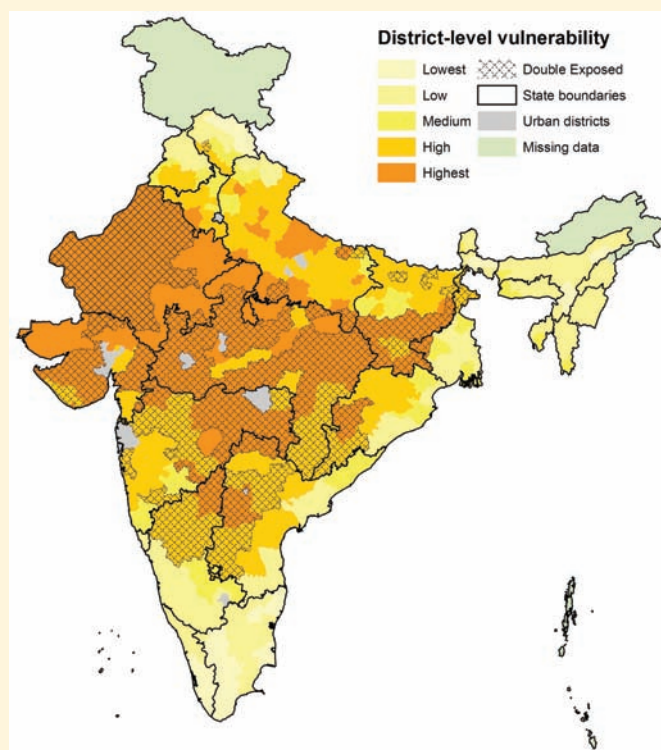 District-level vulnerability
Lowest
Low
Medium
High
Highest
Double Exposed
State boundaries
Urban districts
Missing data